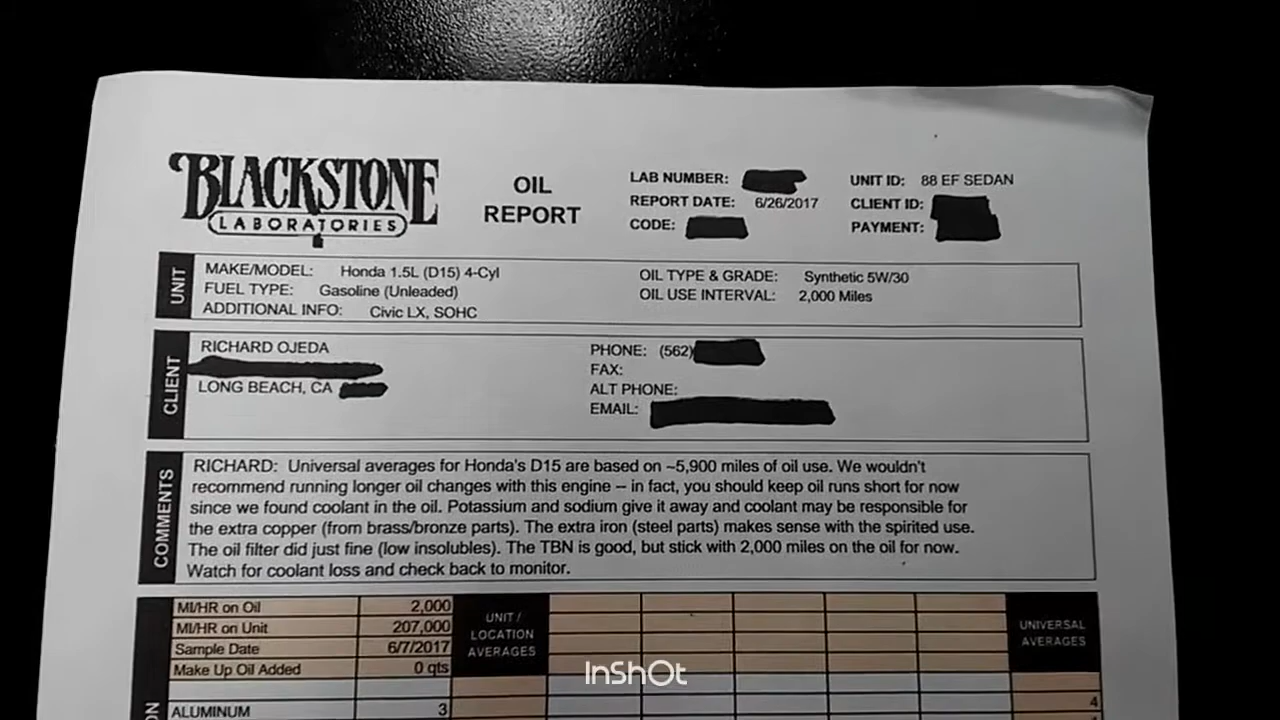 BLACKSTONE
LABORATORIES
OIL
REPORT
LAB NUMBER:
REPORT DATE: 6/26/2017
CODE:
UNIT ID: 88 EF SEDAN
CLIENT ID:
PAYMENT:
UNIT
MAKE/MODEL: Honda 1.5L (D15) 4-Cyl
FUEL TYPE: Gasoline (Unleaded)
ADDITIONAL INFO: Civic LX, SOHC
OIL TYPE & GRADE: Synthetic 5W/30
OIL USE INTERVAL: 2,000 Miles
CLIENT
RICHARD OJEDA
LONG BEACH, CA
PHONE: (562)
FAX:
ALT PHONE:
EMAIL:
COMMENTS
RICHARD: Universal averages for Honda's D15 are based on ~5,900 miles of oil use. We wouldn't
recommend running longer oil changes with this engine -- in fact, you should keep oil runs short for now
since we found coolant in the oil. Potassium and sodium give it away and coolant may be responsible for
the extra copper (from brass/bronze parts). The extra iron (steel parts) makes sense with the spirited use.
The oil filter did just fine (low insolubles). The TBN is good, but stick with 2,000 miles on the oil for now.
Watch for coolant loss and check back to monitor.
MI/HR on Oil 2,000
MI/HR on Unit 207,000
Sample Date 6/7/2017
Make Up Oil Added 0 qts
UNIT /
LOCATION
AVERAGES
UNIVERSAL
AVERAGES
ALUMINUM 3 4
InShOt